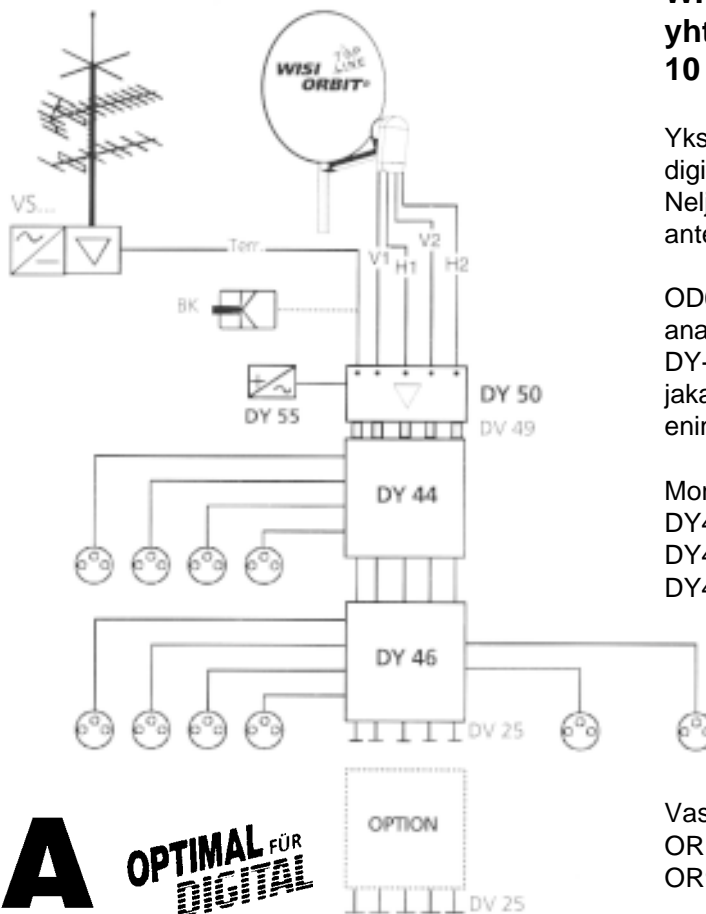 WISI
TOP
LINE
ORBIT®
VS...
Terr.
V1
H1
V2
H2
BK
DY 50
DY 55
DV 49
DY 44
DY 46
DV 25
OPTION
DV 25
A
OPTIMAL FÜR
DIGITAL
yht
10
Yks
digi
Nelj
ante
OD
ana
DY-
jaka
enin
Mon
DY4
DY4
DY4
Vas
OR
OR